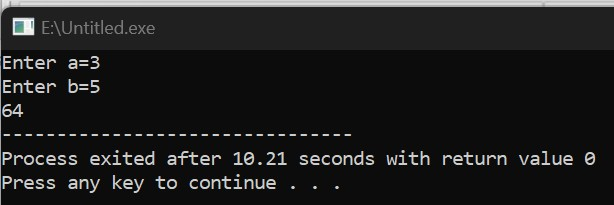 E:\Untitled.exe
Enter a=3
Enter b=5
64
--------------------------------
Process exited after 10.21 seconds with return value 0
Press any key to continue . . .